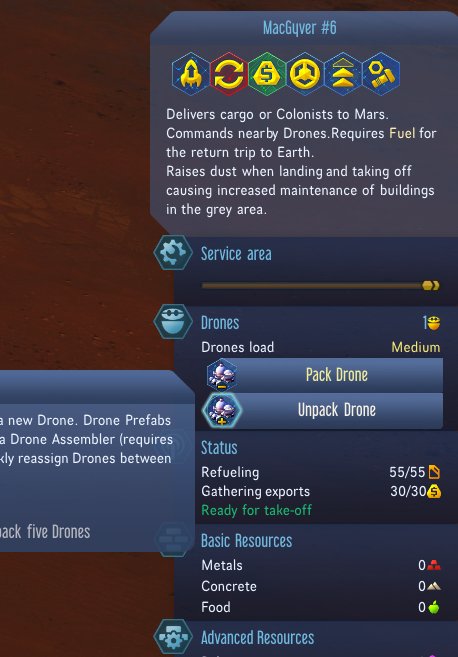 MacGyver #6
Delivers cargo or Colonists to Mars.
Commands nearby Drones.Requires Fuel for
the return trip to Earth.
Raises dust when landing and taking off
causing increased maintenance of buildings
in the grey area.
Service area
Drones 1
Drones load Medium
Pack Drone
Unpack Drone
a new Drone. Drone Prefabs
a Drone Assembler (requires
reassign Drones between
five Drones
Status
Refueling 55/55
Gathering exports 30/30
Ready for take-off
Basic Resources
Metals 0
Concrete 0
Food 0
Advanced Resources